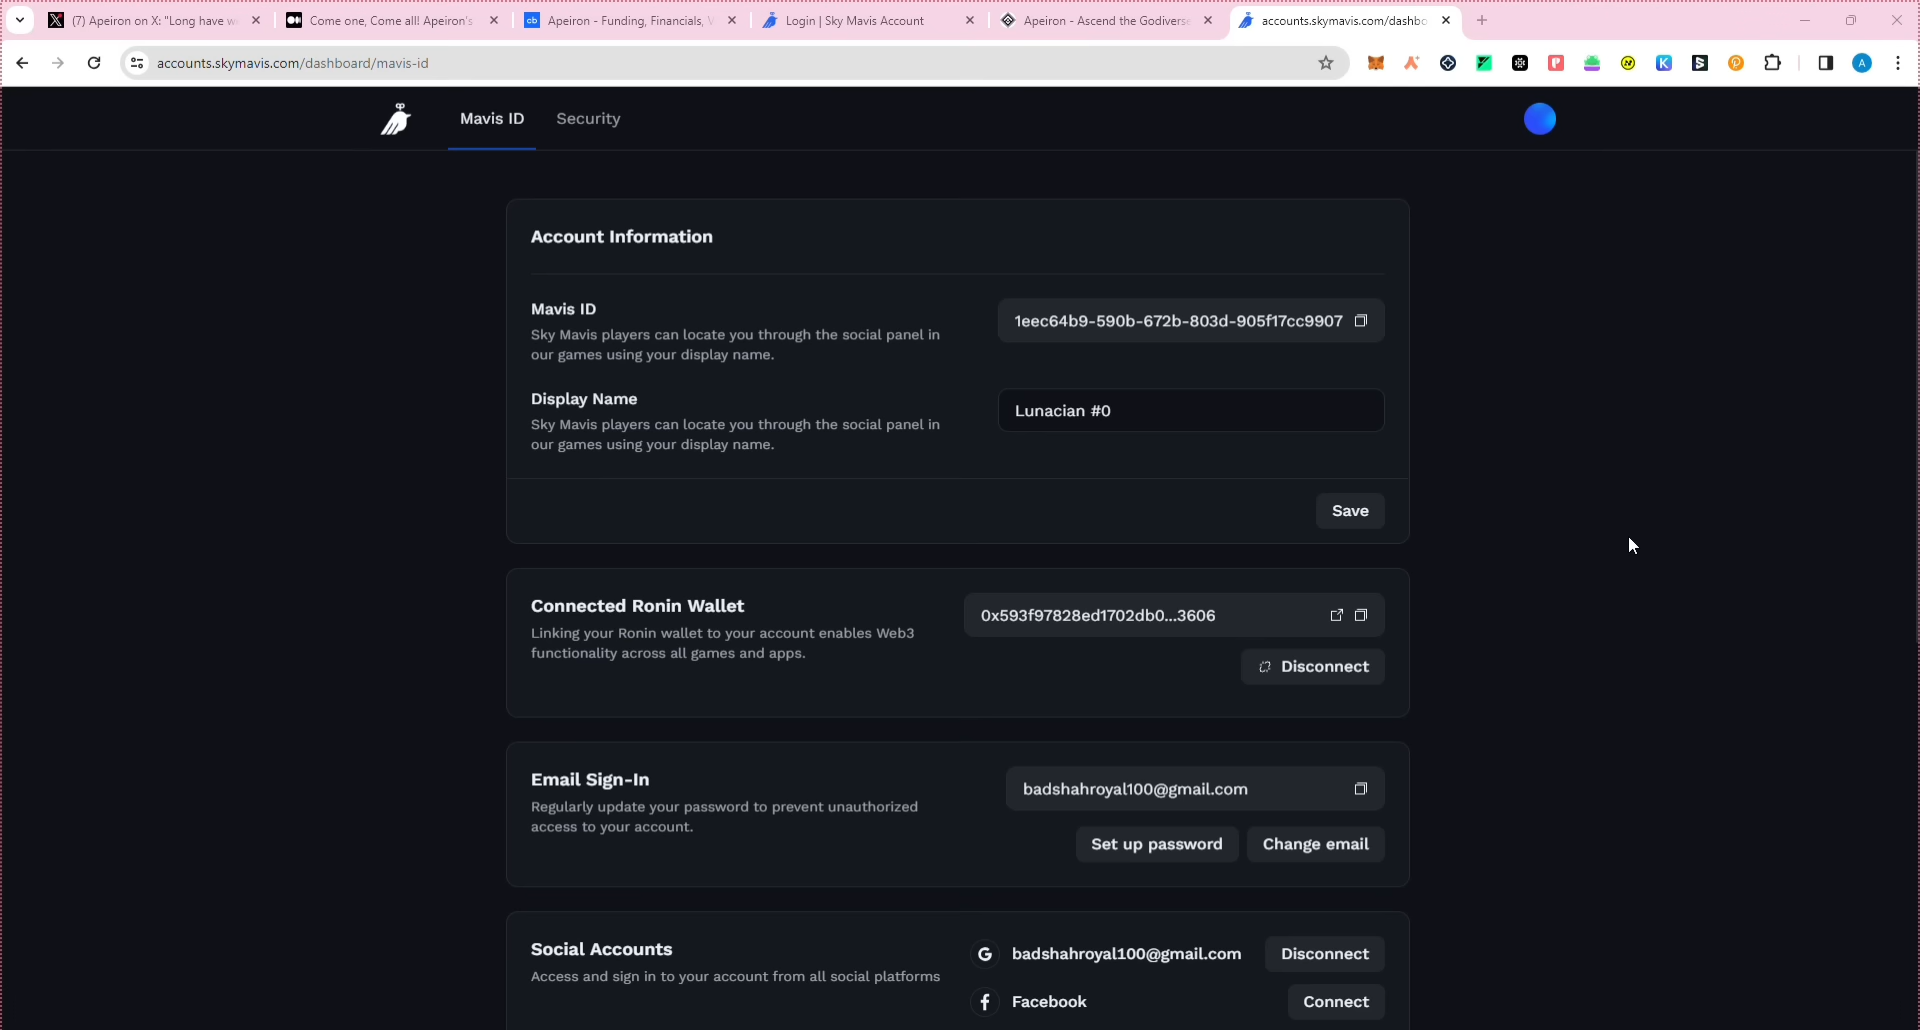 (7) Apeiron on X: "Long have we
Come one, Come all! Apeiron's
Apeiron - Funding, Financials, V
Login | Sky Mavis Account
Apeiron - Ascend the Godiverse
accounts.skymavis.com/dashbo
accounts.skymavis.com/dashboard/mavis-id
A
Mavis ID
Security
Account Information
Mavis ID
Sky Mavis players can locate you through the social panel in
our games using your display name.
1eec64b9-590b-672b-803d-905f17cc9907
Display Name
Sky Mavis players can locate you through the social panel in
our games using your display name.
Lunacian #0
Save
Connected Ronin Wallet
Linking your Ronin wallet to your account enables Web3
functionality across all games and apps.
0x593f97828ed1702db0...3606
Disconnect
Email Sign-In
Regularly update your password to prevent unauthorized
access to your account.
badshahroyal100@gmail.com
Set up password
Change email
Social Accounts
Access and sign in to your account from all social platforms
badshahroyal100@gmail.com
Disconnect
Facebook
Connect